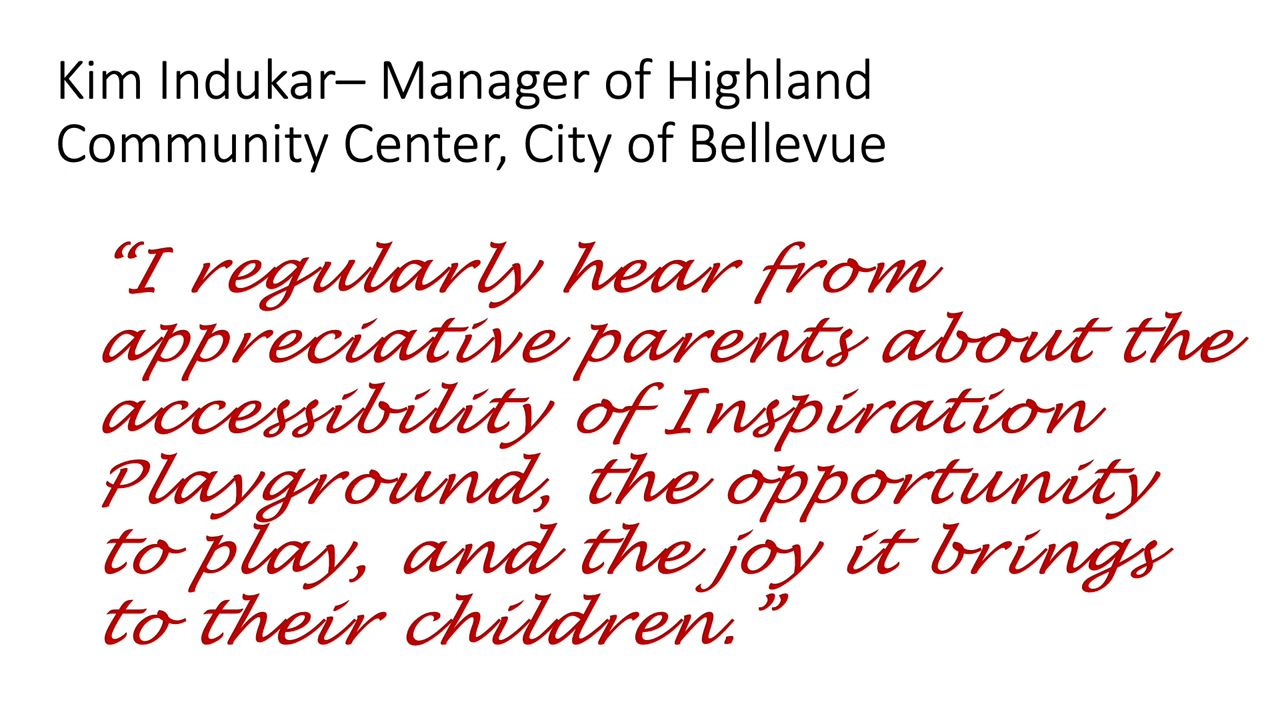 Kim Indukar– Manager of Highland
Community Center, City of Bellevue
“I regularly hear from
appreciative parents about the
accessibility of Inspiration
Playground, the opportunity
to play, and the joy it brings
to their children.”